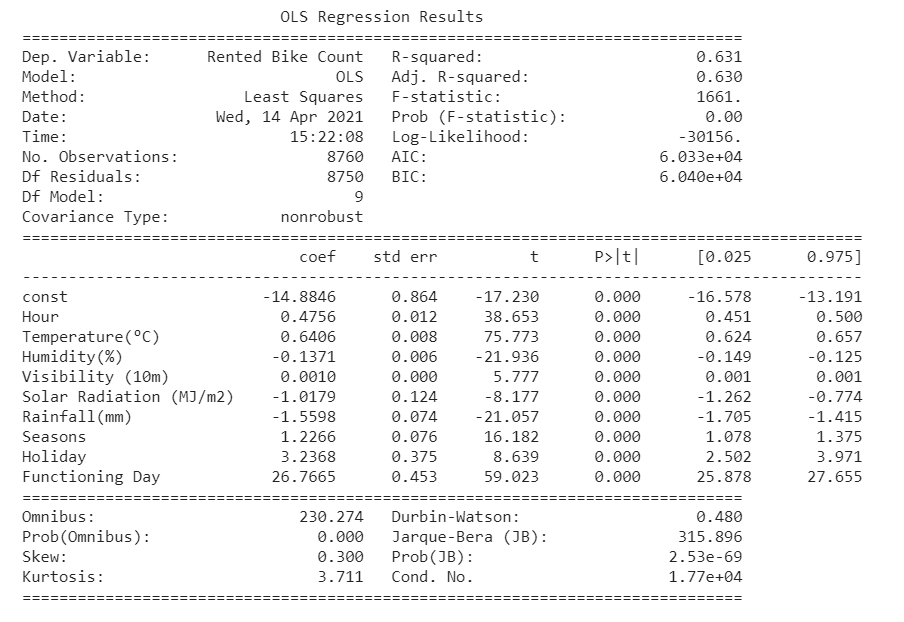 OLS Regression Results
==============================================================================
Dep. Variable:      Rented Bike Count   R-squared:                       0.631
Model:                            OLS   Adj. R-squared:                  0.630
Method:                 Least Squares   F-statistic:                     1661.
Date:                Wed, 14 Apr 2021   Prob (F-statistic):               0.00
Time:                        15:22:08   Log-Likelihood:                -30156.
No. Observations:                8760   AIC:                         6.033e+04
Df Residuals:                    8750   BIC:                         6.040e+04
Df Model:                           9
Covariance Type:            nonrobust
===========================================================================================
                              coef    std err          t      P>|t|      [0.025      0.975]
-------------------------------------------------------------------------------------------
const                     -14.8846      0.864    -17.230      0.000     -16.578     -13.191
Hour                        0.4756      0.012     38.653      0.000       0.451       0.500
Temperature(°C)             0.6406      0.008     75.773      0.000       0.624       0.657
Humidity(%)                -0.1371      0.006    -21.936      0.000      -0.149      -0.125
Visibility (10m)            0.0010      0.000      5.777      0.000       0.001       0.001
Solar Radiation (MJ/m2)    -1.0179      0.124     -8.177      0.000      -1.262      -0.774
Rainfall(mm)               -1.5598      0.074    -21.057      0.000      -1.705      -1.415
Seasons                     1.2266      0.076     16.182      0.000       1.078       1.375
Holiday                     3.2368      0.375      8.639      0.000       2.502       3.971
Functioning Day            26.7665      0.453     59.023      0.000      25.878      27.655
==============================================================================
Omnibus:                      230.274   Durbin-Watson:                   0.480
Prob(Omnibus):                  0.000   Jarque-Bera (JB):              315.896
Skew:                           0.300   Prob(JB):                     2.53e-69
Kurtosis:                       3.711   Cond. No.                     1.77e+04
==============================================================================